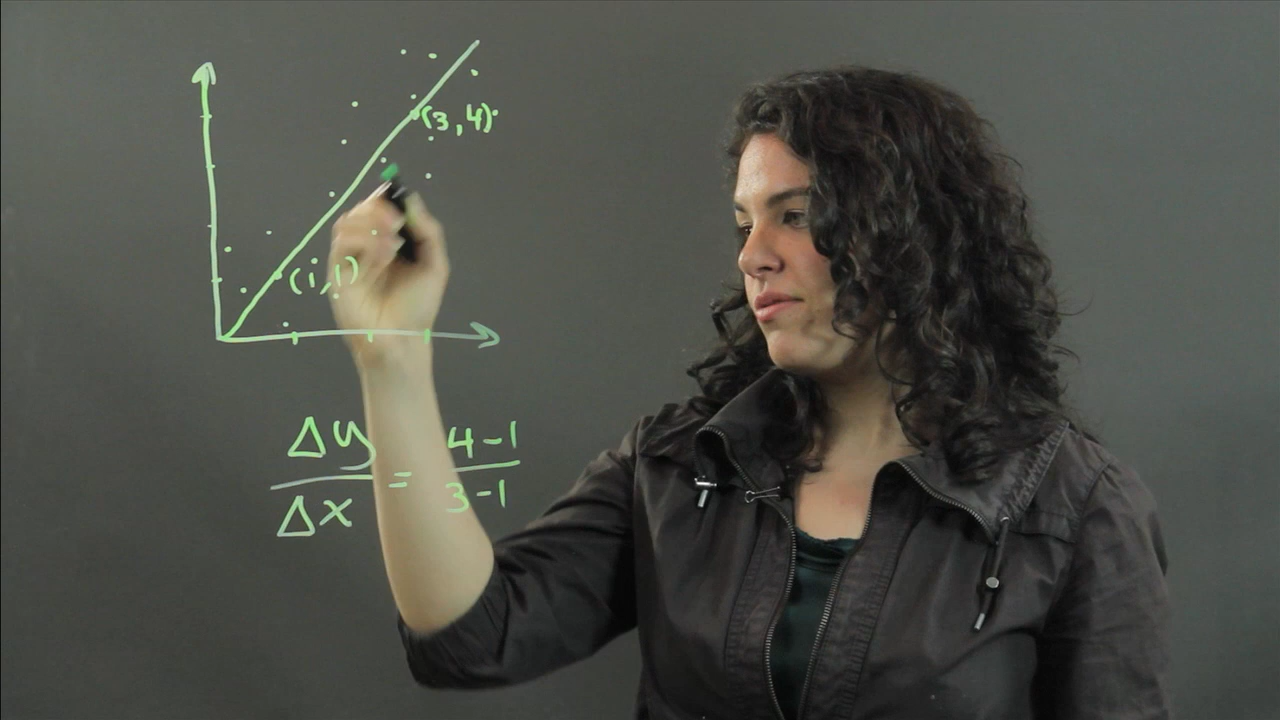 (3,4)
(1,1)
Δy/Δx = 4-1/3-1